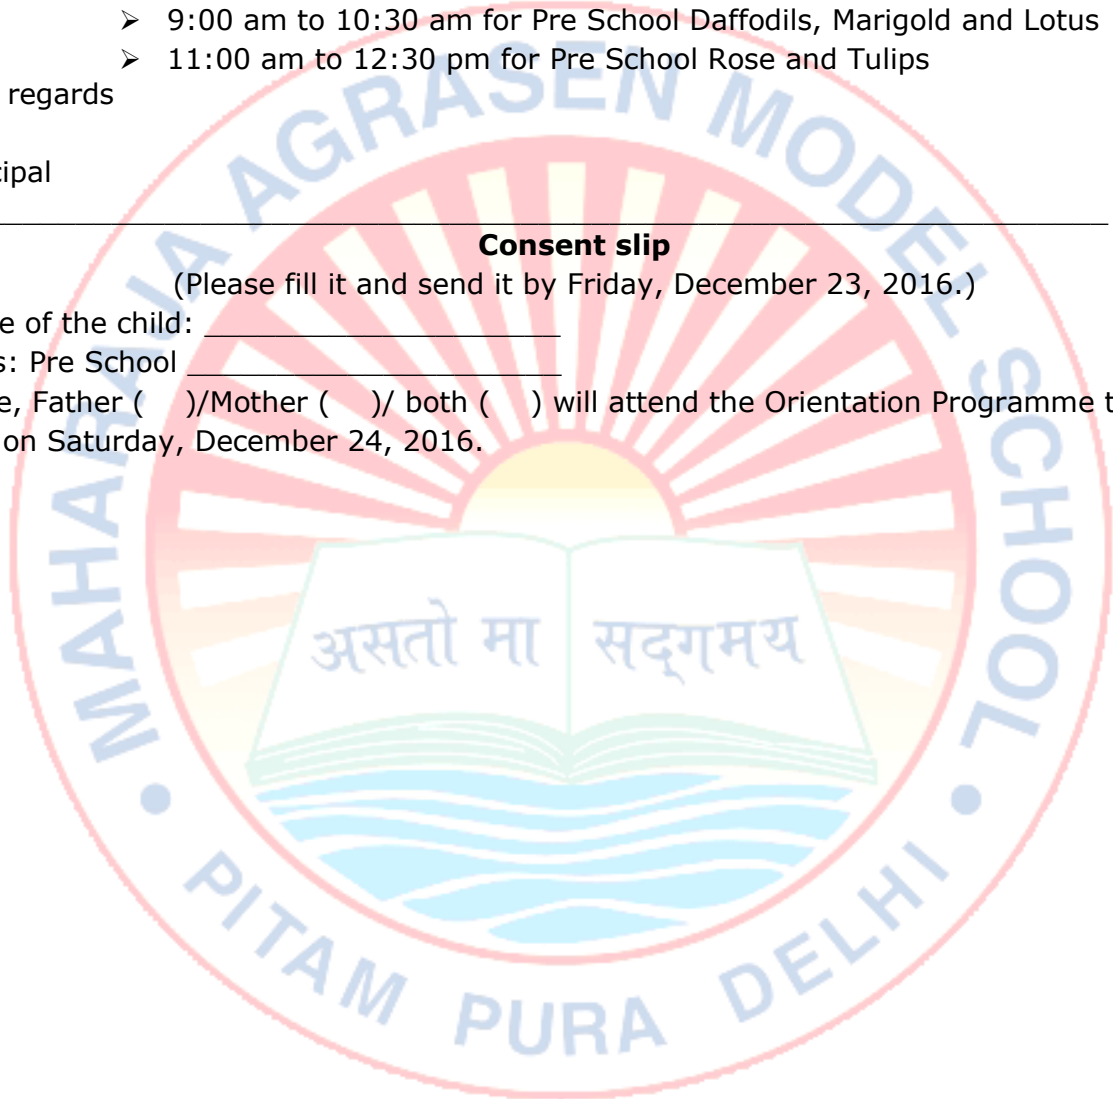 ➢ 9:00 am to 10:30 am for Pre School Daffodils, Marigold and Lotus
➢ 11:00 am to 12:30 pm for Pre School Rose and Tulips
regards
cipal
Consent slip
(Please fill it and send it by Friday, December 23, 2016.)
e of the child: ______________________
s: Pre School _______________________
e, Father (   )/Mother (   )/ both (   ) will attend the Orientation Programme t
on Saturday, December 24, 2016.
MAHARAJA AGRASEN MODEL SCHOOL
असतो मा सद्गमय
• PITAM PURA DELHI •